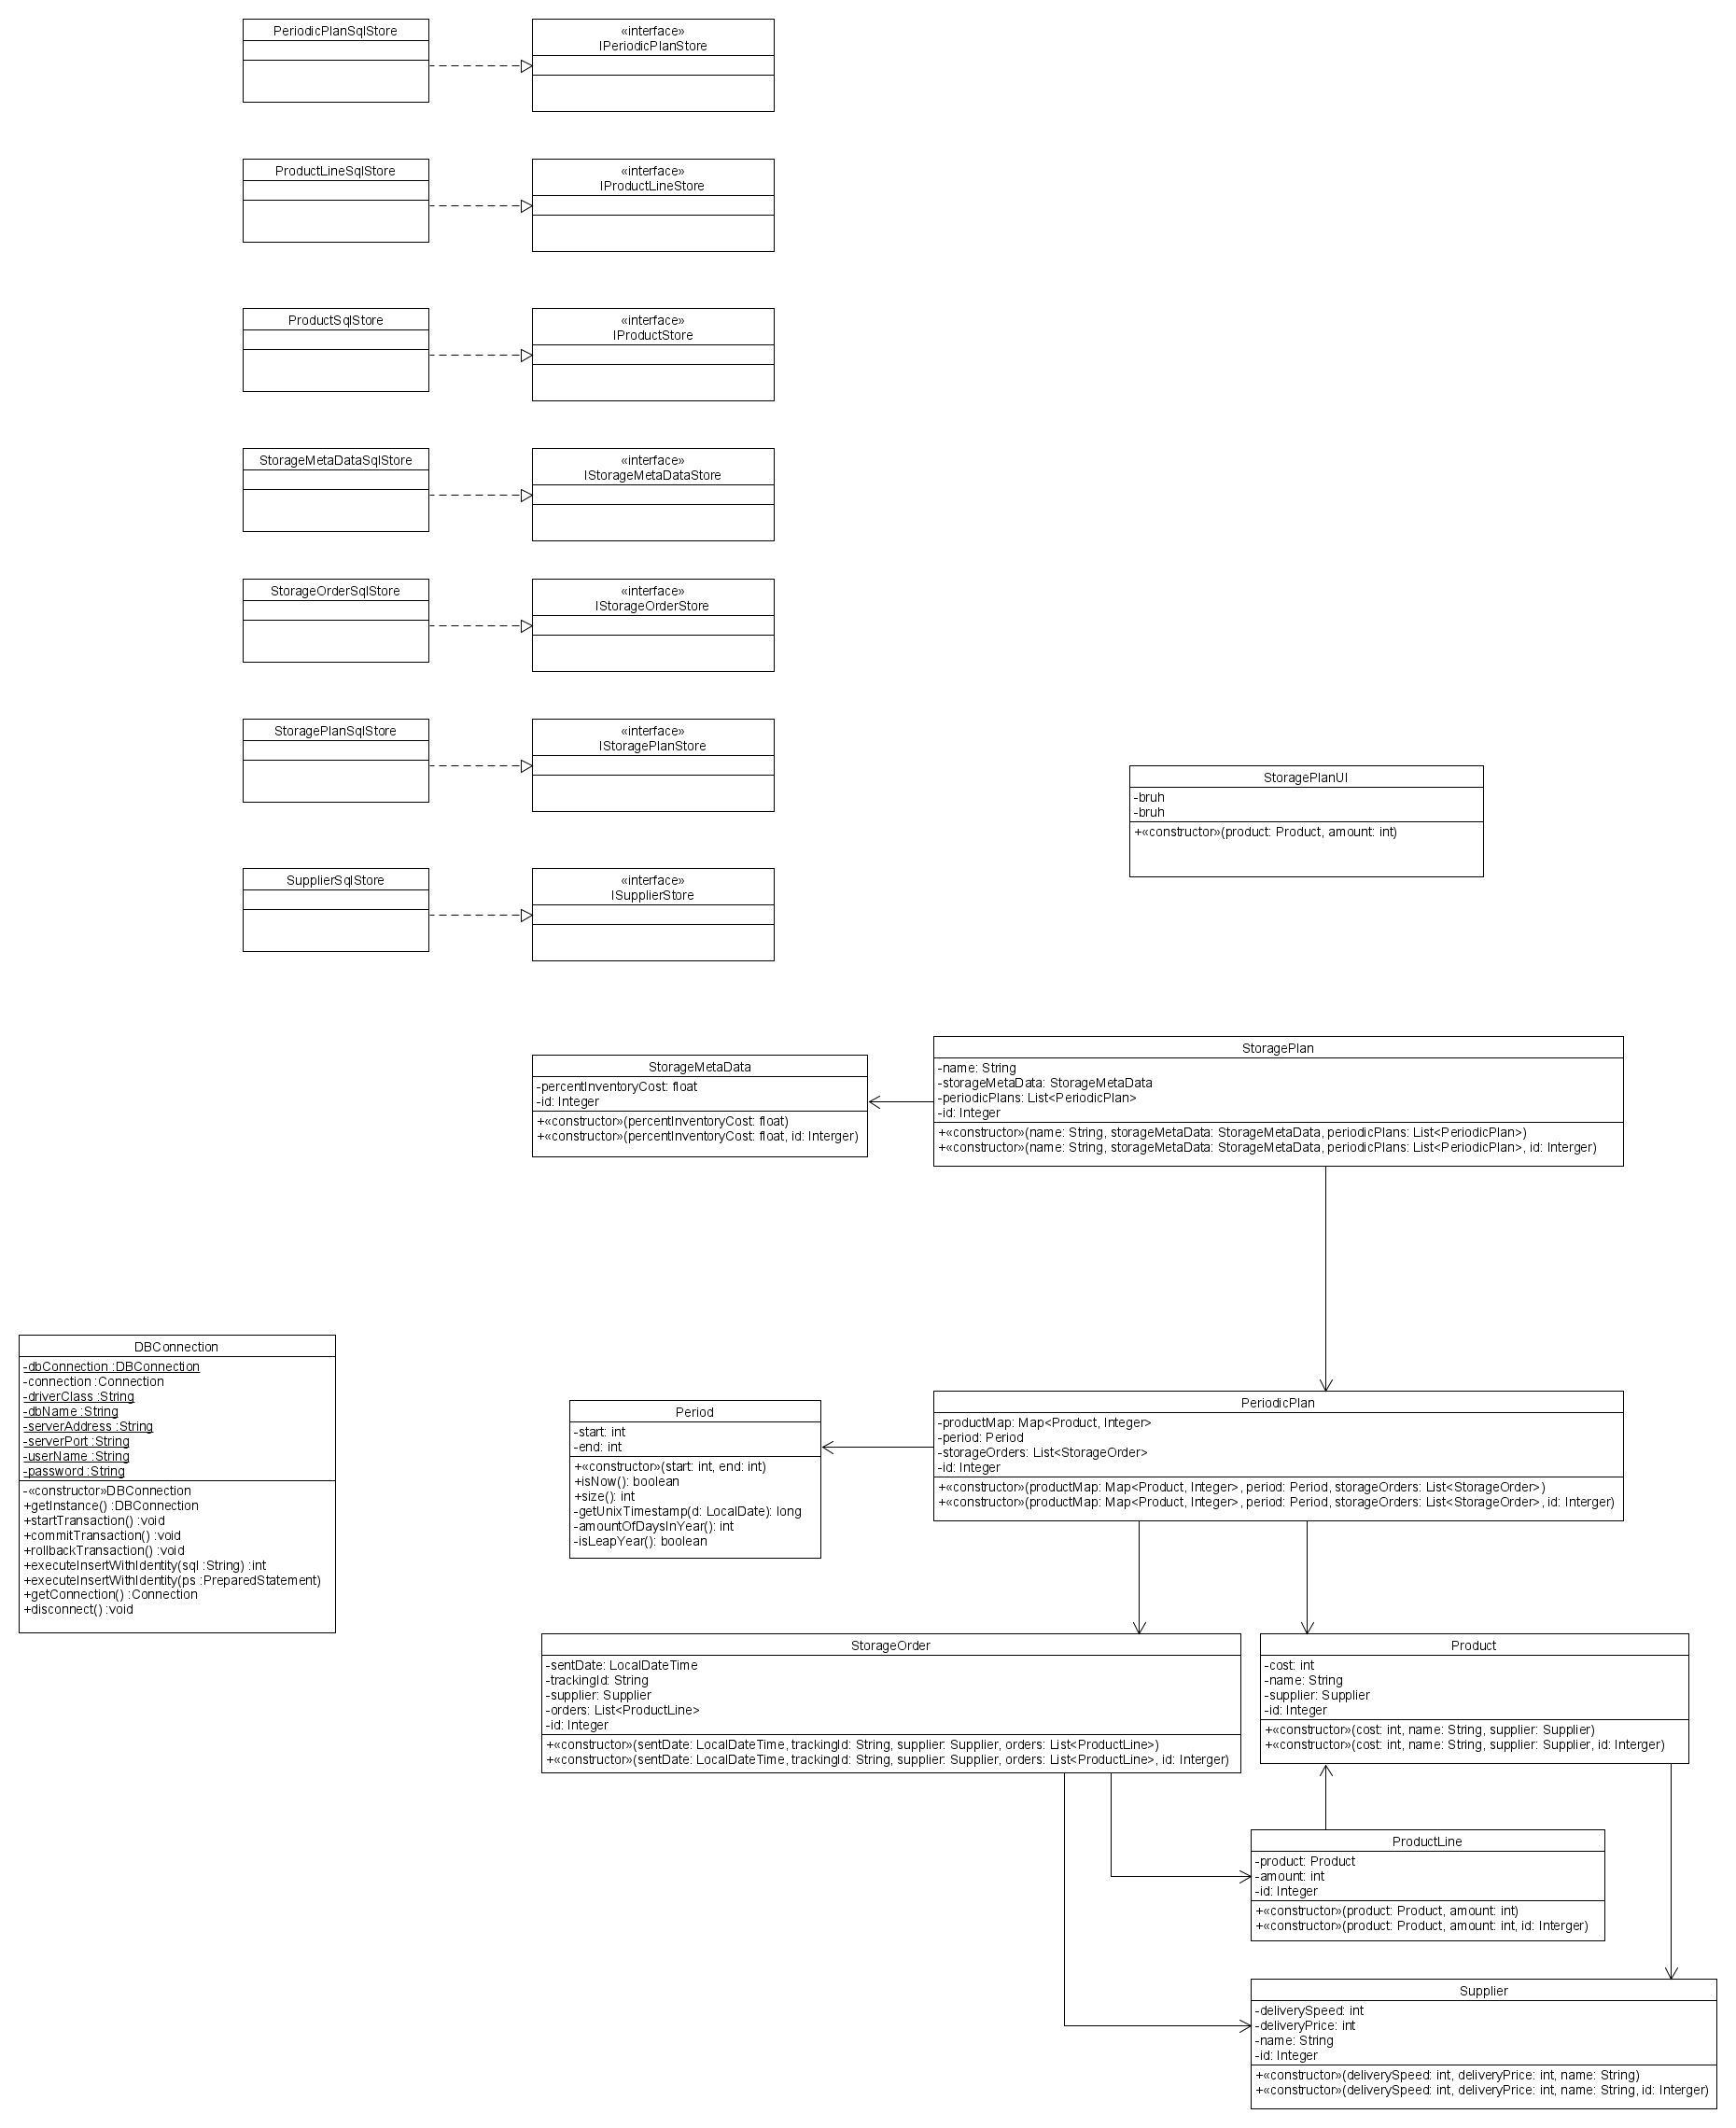 PeriodicPlanSqlStore
«interface»
IPeriodicPlanStore
ProductLineSqlStore
«interface»
IProductLineStore
ProductSqlStore
«interface»
IProductStore
StorageMetaDataSqlStore
«interface»
IStorageMetaDataStore
StorageOrderSqlStore
«interface»
IStorageOrderStore
StoragePlanSqlStore
«interface»
IStoragePlanStore
StoragePlanUI
-bruh
-bruh
+«constructor»(product: Product, amount: int)
SupplierSqlStore
«interface»
ISupplierStore
StorageMetaData
-percentInventoryCost: float
-id: Integer
+«constructor»(percentInventoryCost: float)
+«constructor»(percentInventoryCost: float, id: Interger)
StoragePlan
-name: String
-storageMetaData: StorageMetaData
-periodicPlans: List<PeriodicPlan>
-id: Integer
+«constructor»(name: String, storageMetaData: StorageMetaData, periodicPlans: List<PeriodicPlan>)
+«constructor»(name: String, storageMetaData: StorageMetaData, periodicPlans: List<PeriodicPlan>, id: Interger)
DBConnection
-dbConnection :DBConnection
-connection :Connection
-driverClass :String
-dbName :String
-serverAddress :String
-serverPort :String
-userName :String
-password :String
-«constructor»DBConnection
+getInstance() :DBConnection
+startTransaction() :void
+commitTransaction() :void
+rollbackTransaction() :void
+executeInsertWithIdentity(sql :String) :int
+executeInsertWithIdentity(ps :PreparedStatement)
+getConnection() :Connection
+disconnect() :void
Period
-start: int
-end: int
+«constructor»(start: int, end: int)
+isNow(): boolean
+size(): int
-getUnixTimestamp(d: LocalDate): long
-amountOfDaysInYear(): int
-isLeapYear(): boolean
PeriodicPlan
-productMap: Map<Product, Integer>
-period: Period
-storageOrders: List<StorageOrder>
-id: Integer
+«constructor»(productMap: Map<Product, Integer>, period: Period, storageOrders: List<StorageOrder>)
+«constructor»(productMap: Map<Product, Integer>, period: Period, storageOrders: List<StorageOrder>, id: Interger)
StorageOrder
-sentDate: LocalDateTime
-trackingId: String
-supplier: Supplier
-orders: List<ProductLine>
-id: Integer
+«constructor»(sentDate: LocalDateTime, trackingId: String, supplier: Supplier, orders: List<ProductLine>)
+«constructor»(sentDate: LocalDateTime, trackingId: String, supplier: Supplier, orders: List<ProductLine>, id: Interger)
Product
-cost: int
-name: String
-supplier: Supplier
-id: Integer
+«constructor»(cost: int, name: String, supplier: Supplier)
+«constructor»(cost: int, name: String, supplier: Supplier, id: Interger)
ProductLine
-product: Product
-amount: int
-id: Integer
+«constructor»(product: Product, amount: int)
+«constructor»(product: Product, amount: int, id: Interger)
Supplier
-deliverySpeed: int
-deliveryPrice: int
-name: String
-id: Integer
+«constructor»(deliverySpeed: int, deliveryPrice: int, name: String)
+«constructor»(deliverySpeed: int, deliveryPrice: int, name: String, id: Interger)